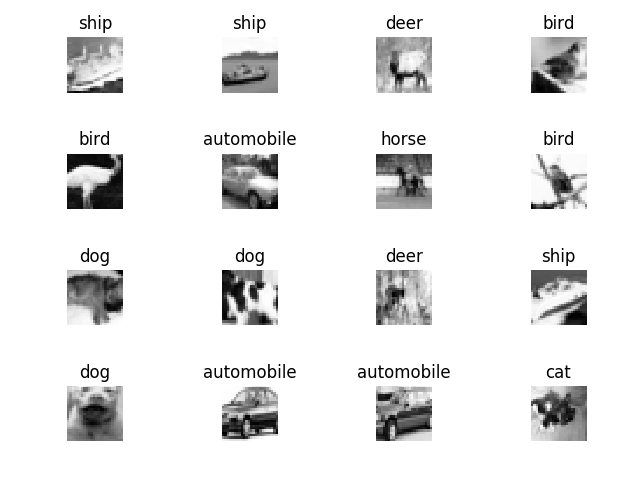 ship ship deer bird
bird automobile horse bird
dog dog deer ship
dog automobile automobile cat